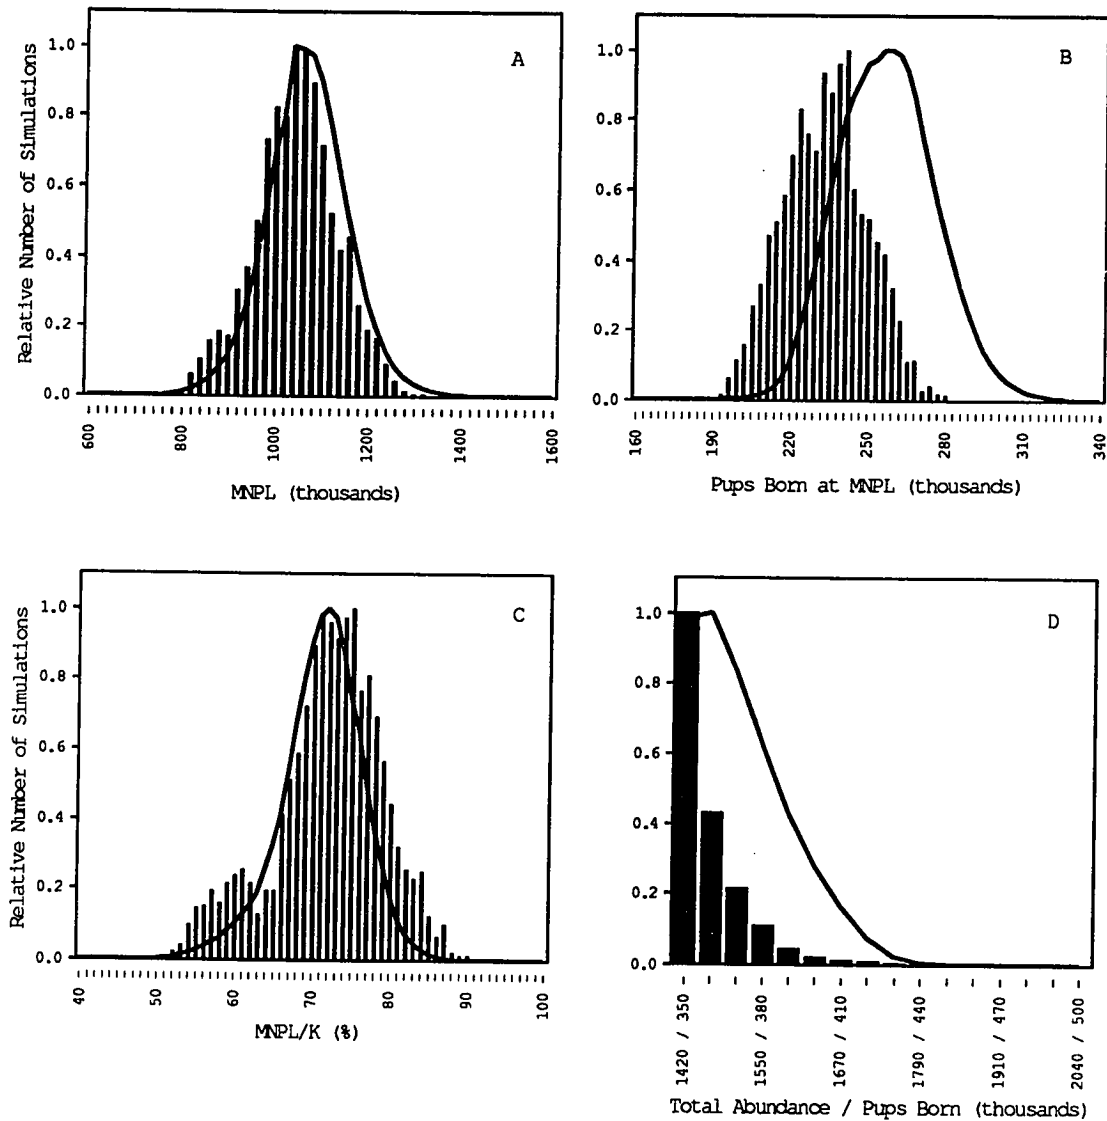 A
Relative Number of Simulations
1.0
0.8
0.6
0.4
0.2
0.0
600
800
1000
1200
1400
1600
MNPL (thousands)
B
1.0
0.8
0.6
0.4
0.2
0.0
160
190
220
250
280
310
340
Pups Born at MNPL (thousands)
C
Relative Number of Simulations
1.0
0.8
0.6
0.4
0.2
0.0
40
50
60
70
80
90
100
MNPL/K (%)
D
1.0
0.8
0.6
0.4
0.2
0.0
1420 / 350
1550 / 380
1670 / 410
1790 / 440
1910 / 470
2040 / 500
Total Abundance / Pups Born (thousands)